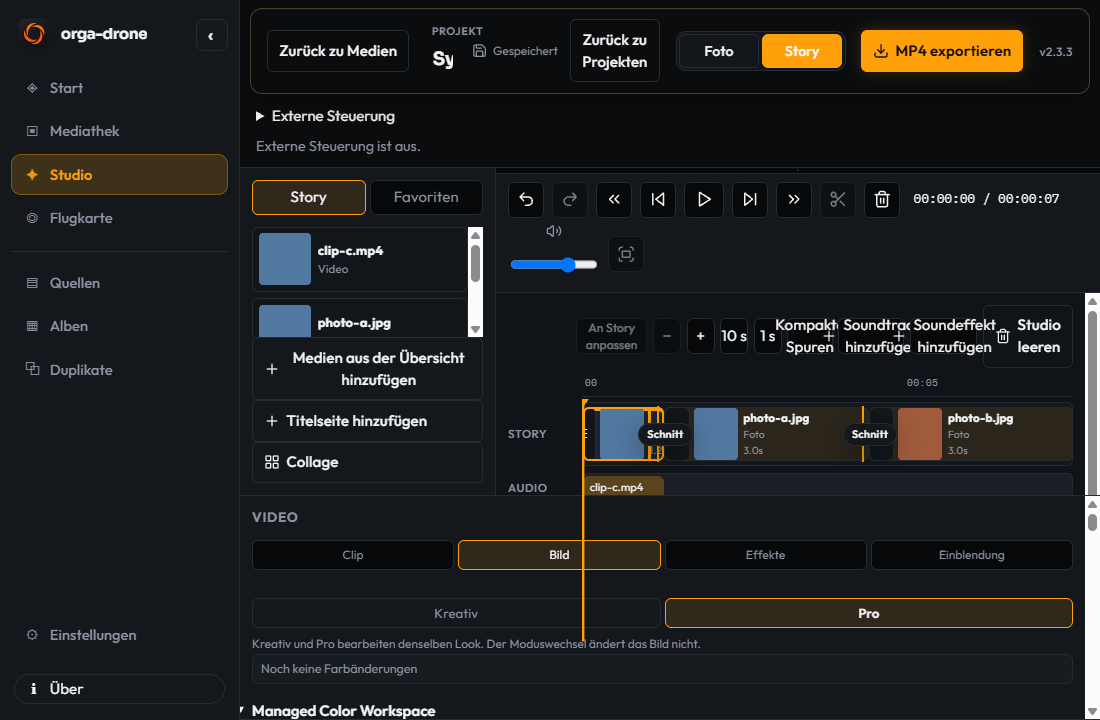 orga-drone
Start
Mediathek
Studio
Flugkarte
Quellen
Alben
Duplikate
Einstellungen
Über
Zurück zu Medien
PROJEKT
Gespeichert
Zurück zu
Projekten
Foto
Story
MP4 exportieren
v2.3.3
Externe Steuerung
Externe Steuerung ist aus.
Story
Favoriten
clip-c.mp4
Video
photo-a.jpg
Medien aus der Übersicht
hinzufügen
Titelseite hinzufügen
Collage
00:00:00 / 00:00:07
An Story
anpassen
10 s
1 s
Spuren
hinzufügen
Soundeffekt
hinzufügen
Studio
leeren
:00
00:05
STORY
Schnitt
photo-a.jpg
Foto
3.0s
Schnitt
photo-b.jpg
Foto
3.0s
AUDIO
clip-c.mp4
VIDEO
Clip
Bild
Effekte
Einblendung
Kreativ
Pro
Kreativ und Pro bearbeiten denselben Look. Der Moduswechsel ändert das Bild nicht.
Noch keine Farbänderungen
Managed Color Workspace